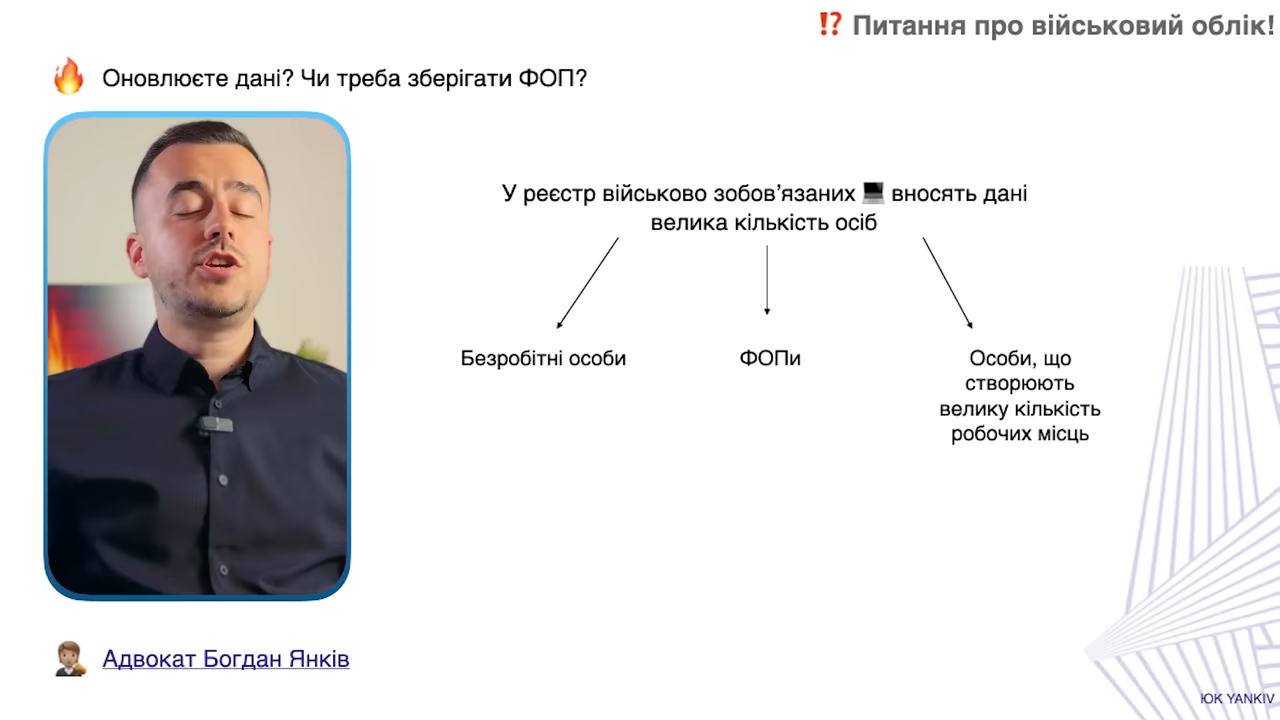 ⁉️ Питання про військовий облік!
🔥 Оновлюєте дані? Чи треба зберігати ФОП?
У реєстр військово зобов’язаних 💻 вносять дані
велика кількість осіб
Безробітні особи
ФОПи
Особи, що
створюють
велику кількість
робочих місць
Адвокат Богдан Янків
ЮК YANKIV